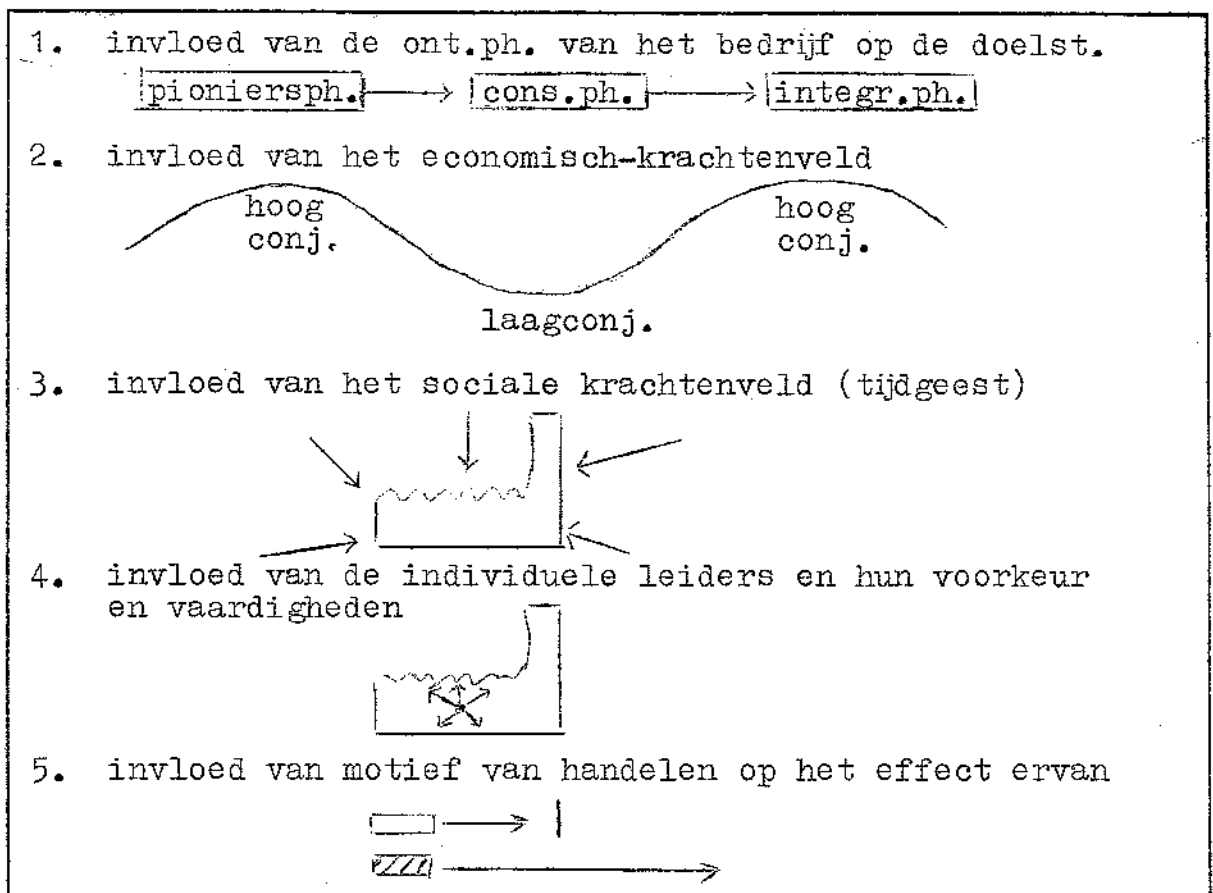 1. invloed van de ont.ph. van het bedrijf op de doelst.
pioniersph. cons.ph. integr.ph.
2. invloed van het economisch-krachtenveld
hoog hoog
conj. conj.
laagconj.
3. invloed van het sociale krachtenveld (tijdgeest)
4. invloed van de individuele leiders en hun voorkeur
en vaardigheden
5. invloed van motief van handelen op het effect ervan